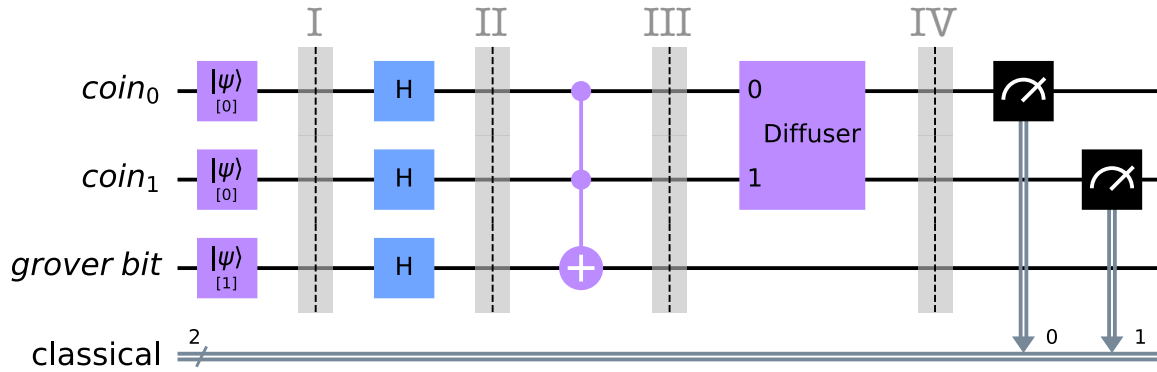 I II III IV
coin0 |ψ⟩ [0] H 0
Diffuser
coin1 |ψ⟩ [0] H 1
grover bit |ψ⟩ [1] H
classical 2 0 1